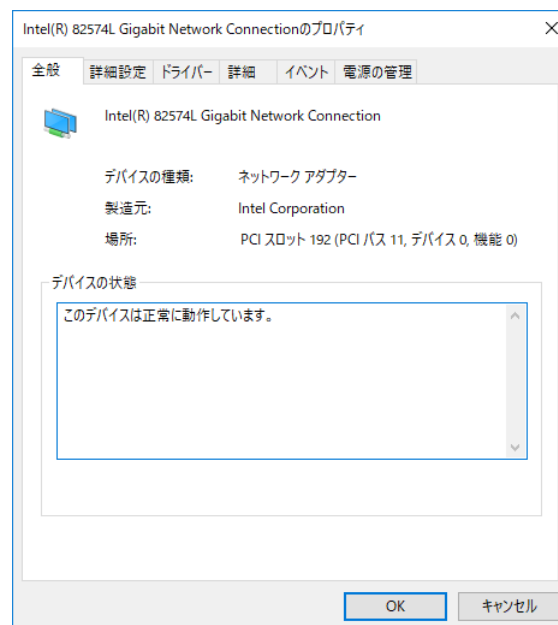 Intel(R) 82574L Gigabit Network Connectionのプロパティ
全般 詳細設定 ドライバー 詳細 イベント 電源の管理
Intel(R) 82574L Gigabit Network Connection
デバイスの種類: ネットワーク アダプター
製造元: Intel Corporation
場所: PCI スロット 192 (PCI バス 11, デバイス 0, 機能 0)
デバイスの状態
このデバイスは正常に動作しています。
OK キャンセル